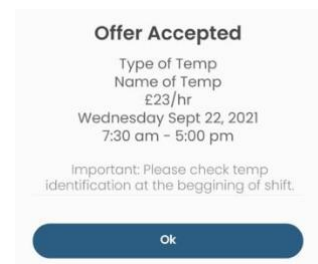 Offer Accepted
Type of Temp
Name of Temp
£23/hr
Wednesday Sept 22, 2021
7:30 am - 5:00 pm
Important: Please check temp
identification at the beggining of shift.
Ok